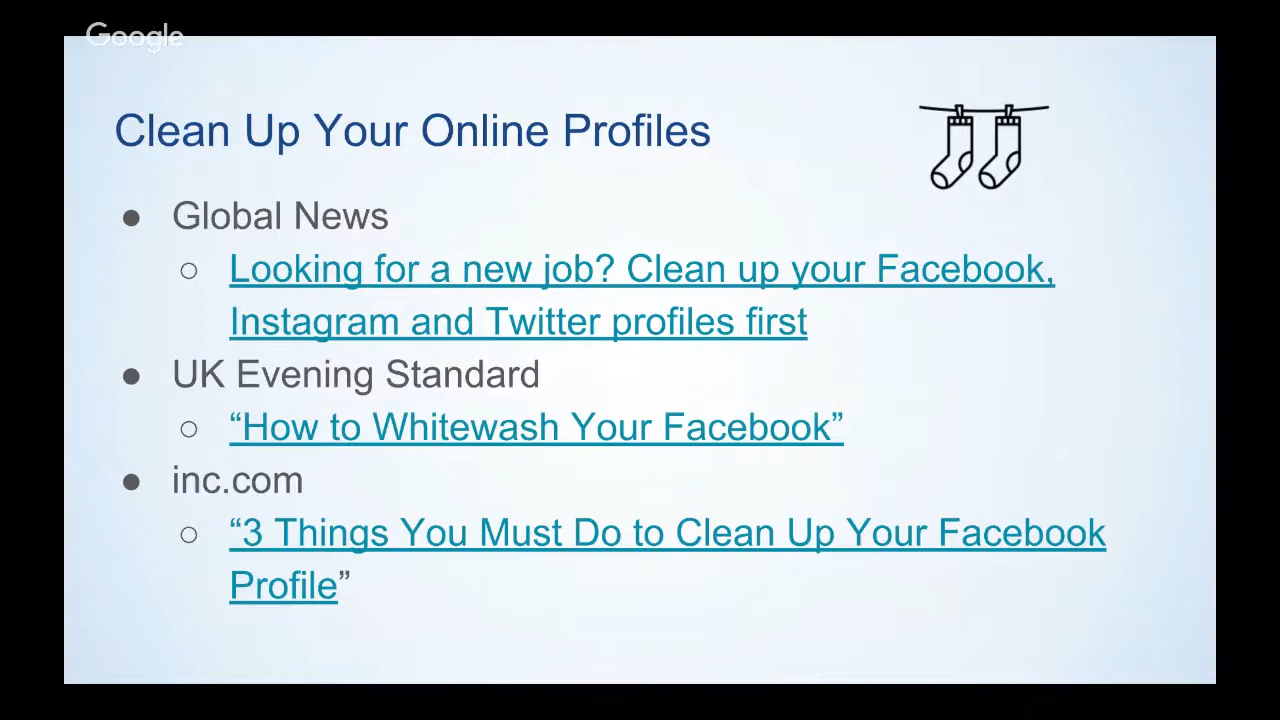 Google
Clean Up Your Online Profiles
● Global News
○ Looking for a new job? Clean up your Facebook,
Instagram and Twitter profiles first
● UK Evening Standard
○ “How to Whitewash Your Facebook”
● inc.com
○ “3 Things You Must Do to Clean Up Your Facebook
Profile”